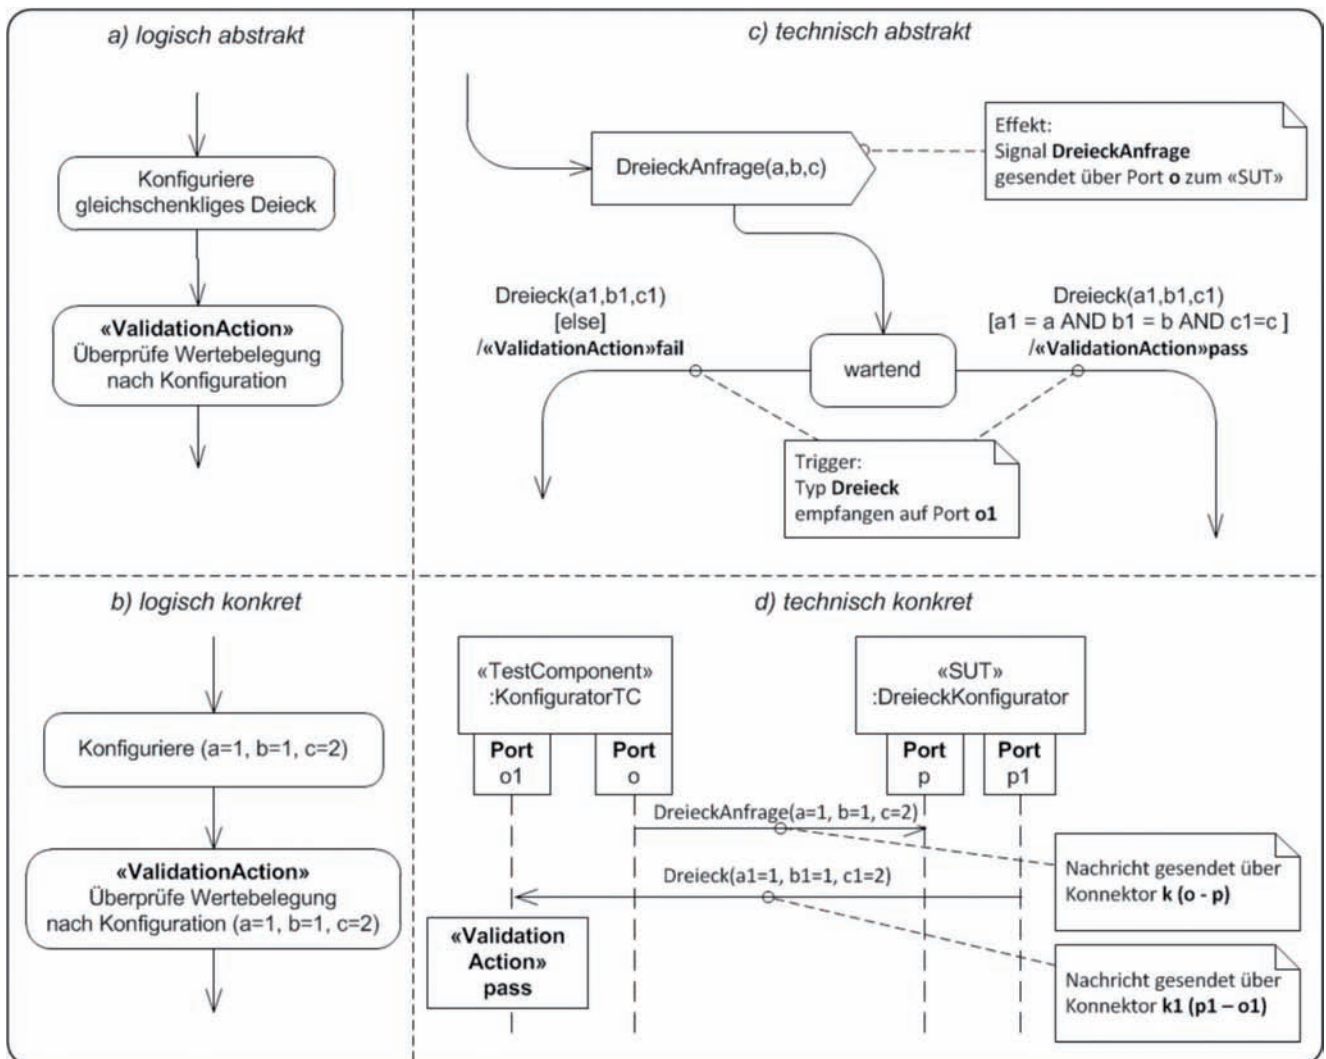 a) logisch abstrakt
Konfiguriere
gleichschenkliges Deieck
«ValidationAction»
Überprüfe Wertebelegung
nach Konfiguration
c) technisch abstrakt
DreieckAnfrage(a,b,c)
Effekt:
Signal DreieckAnfrage
gesendet über Port o zum «SUT»
Dreieck(a1,b1,c1)
[else]
/«ValidationAction»fail
wartend
Dreieck(a1,b1,c1)
[a1 = a AND b1 = b AND c1=c ]
/«ValidationAction»pass
Trigger:
Typ Dreieck
empfangen auf Port o1
b) logisch konkret
Konfiguriere (a=1, b=1, c=2)
«ValidationAction»
Überprüfe Wertebelegung
nach Konfiguration (a=1, b=1, c=2)
d) technisch konkret
«TestComponent»
:KonfiguratorTC
Port
o1
Port
o
«SUT»
:DreieckKonfigurator
Port
p
Port
p1
DreieckAnfrage(a=1, b=1, c=2)
Nachricht gesendet über
Konnektor k (o - p)
Dreieck(a1=1, b1=1, c1=2)
«Validation
Action»
pass
Nachricht gesendet über
Konnektor k1 (p1 – o1)